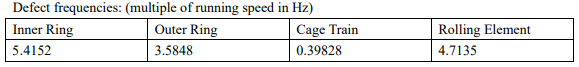 Defect frequencies: (multiple of running speed in Hz)
Inner Ring Outer Ring Cage Train Rolling Element
5.4152 3.5848 0.39828 4.7135